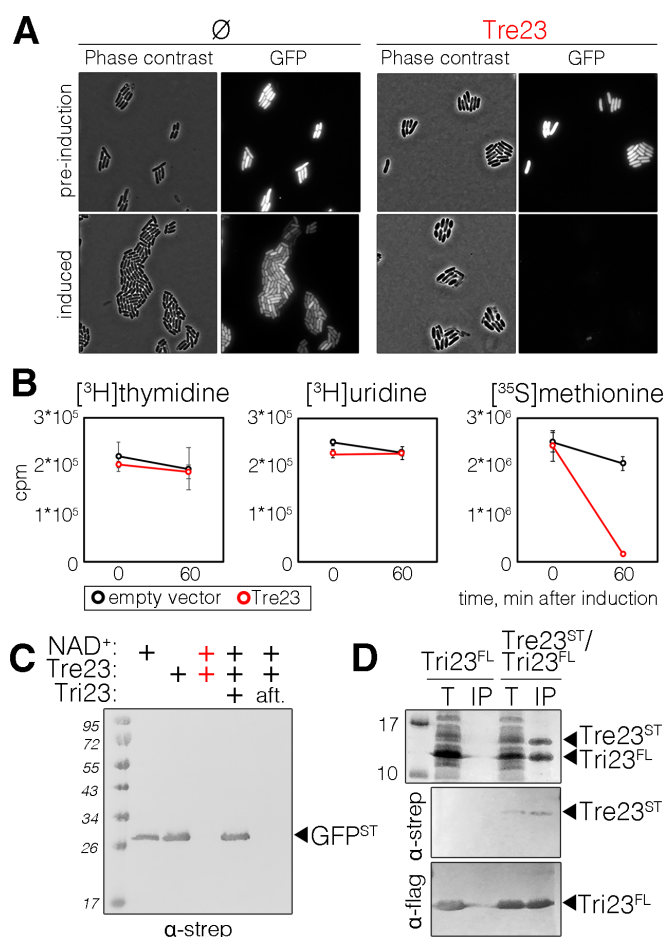 A
Ø
Tre23
Phase contrast GFP Phase contrast GFP
pre-induction
induced
B
[³H]thymidine [³H]uridine [³⁵S]methionine
cpm
3*10⁵ 3*10⁵ 3*10⁶
2*10⁵ 2*10⁵ 2*10⁶
1*10⁵ 1*10⁵ 1*10⁶
0 0 0
0 60 0 60 0 60
empty vector Tre23
time, min after induction
C
NAD⁺: + + + +
Tre23: + + + +
Tri23: + aft.
95
72
55
43
34
26
17
GFPˢᵀ
α-strep
D
Tri23ᶠᴸ
Tre23ˢᵀ/
Tri23ᶠᴸ
T IP T IP
17
10
Tre23ˢᵀ
Tri23ᶠᴸ
α-strep
Tre23ˢᵀ
α-flag
Tri23ᶠᴸ